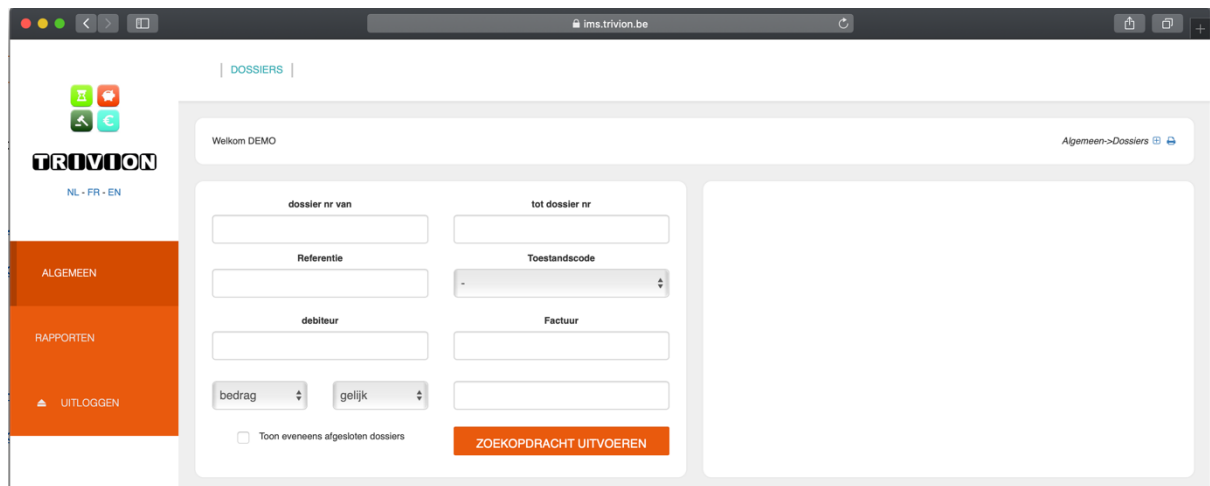 ims.trivion.be
DOSSIERS
TRIVION
NL - FR - EN
Welkom DEMO
Algemeen->Dossiers
ALGEMEEN
RAPPORTEN
UITLOGGEN
dossier nr van
tot dossier nr
Referentie
Toestandscode
-
debiteur
Factuur
bedrag
gelijk
Toon eveneens afgesloten dossiers
ZOEKOPDRACHT UITVOEREN